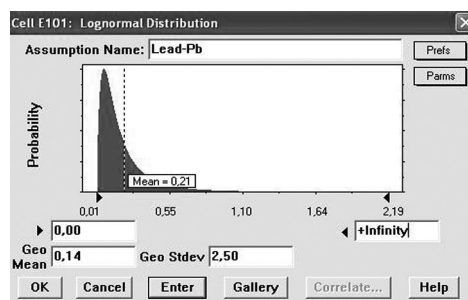 Cell E101: Lognormal Distribution
Assumption Name: Lead-Pb
Prefs
Parms
Probability
Mean = 0,21
0,01 0,55 1,10 1,64 2,19
0,00 +Infinity
Geo Mean 0,14 Geo Stdev 2,50
OK Cancel Enter Gallery Correlate... Help